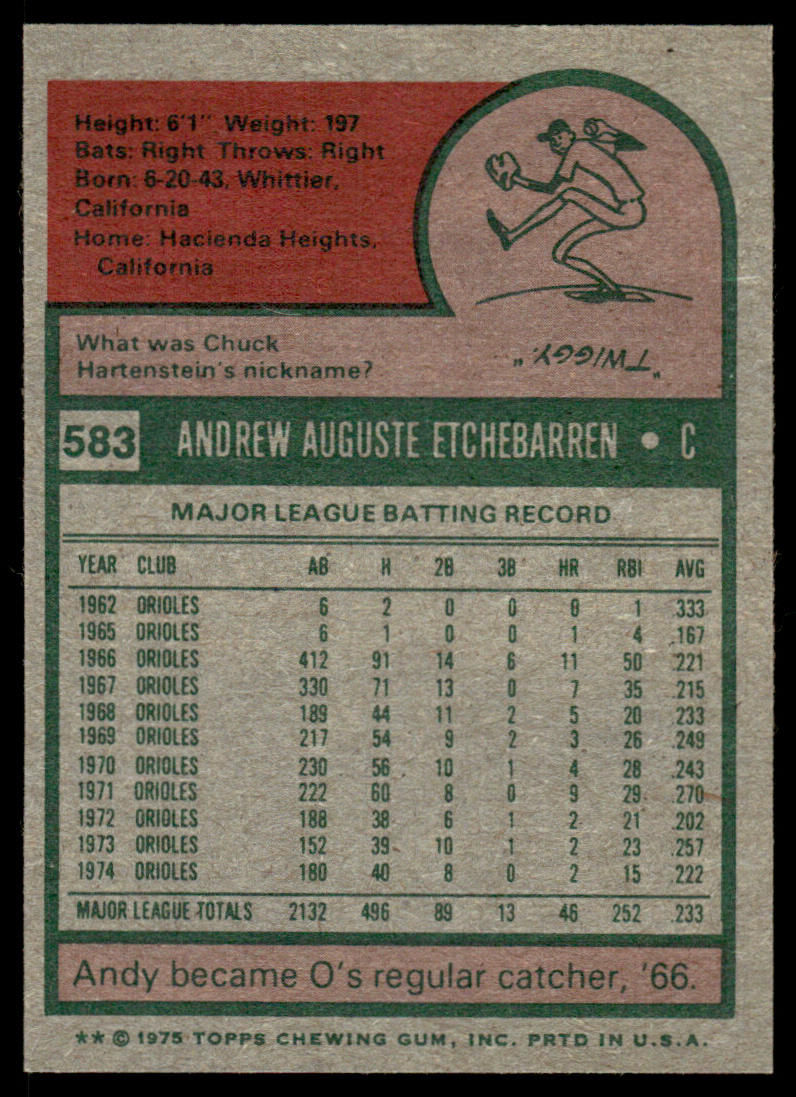 Height: 6'1" Weight: 197
Bats: Right Throws: Right
Born: 6-20-43, Whittier,
California
Home: Hacienda Heights,
California
What was Chuck
Hartenstein's nickname?
"TWIGGY."
583 ANDREW AUGUSTE ETCHEBARREN • C
MAJOR LEAGUE BATTING RECORD
YEAR CLUB AB H 2B 3B HR RBI AVG
1962 ORIOLES 6 2 0 0 0 1 .333
1965 ORIOLES 6 1 0 0 1 4 .167
1966 ORIOLES 412 91 14 6 11 50 .221
1967 ORIOLES 330 71 13 0 7 35 .215
1968 ORIOLES 189 44 11 2 5 20 .233
1969 ORIOLES 217 54 9 2 3 26 .249
1970 ORIOLES 230 56 10 1 4 28 .243
1971 ORIOLES 222 60 8 0 9 29 .270
1972 ORIOLES 188 38 6 1 2 21 .202
1973 ORIOLES 152 39 10 1 2 23 .257
1974 ORIOLES 180 40 8 0 2 15 .222
MAJOR LEAGUE TOTALS 2132 496 89 13 46 252 .233
Andy became O's regular catcher, '66.
** © 1975 TOPPS CHEWING GUM, INC. PRTD IN U.S.A.